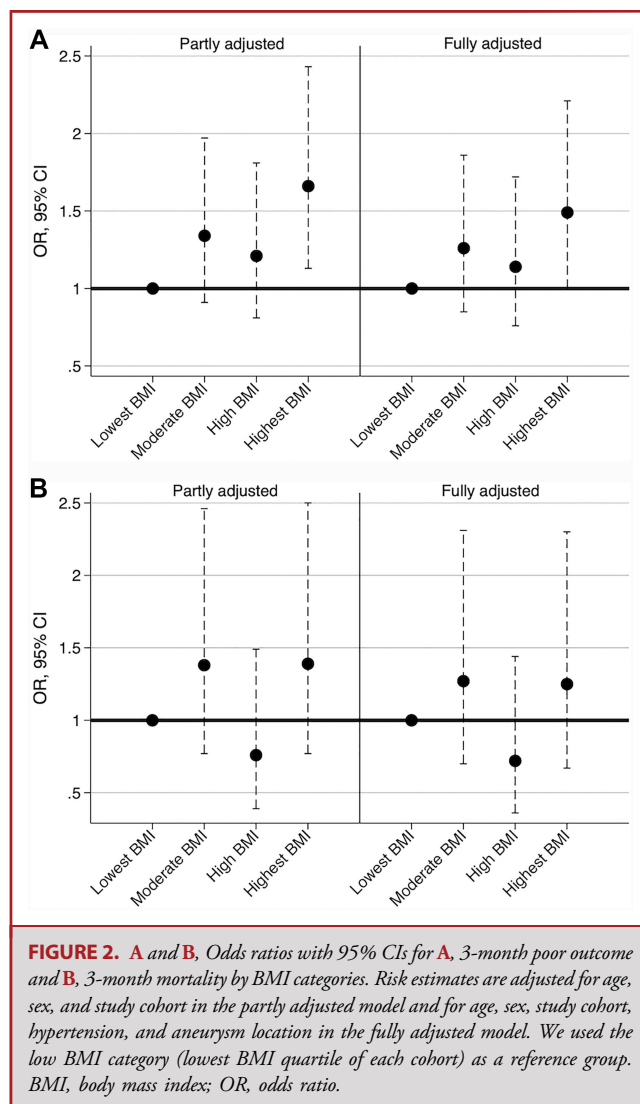 A
Partly adjusted
Fully adjusted
2.5
2
1.5
1
.5
OR, 95% CI
Lowest BMI
Moderate BMI
High BMI
Highest BMI
Lowest BMI
Moderate BMI
High BMI
Highest BMI
B
Partly adjusted
Fully adjusted
2.5
2
1.5
1
.5
OR, 95% CI
Lowest BMI
Moderate BMI
High BMI
Highest BMI
Lowest BMI
Moderate BMI
High BMI
Highest BMI
FIGURE 2. A and B, Odds ratios with 95% CIs for A, 3-month poor outcome
and B, 3-month mortality by BMI categories. Risk estimates are adjusted for age,
sex, and study cohort in the partly adjusted model and for age, sex, study cohort,
hypertension, and aneurysm location in the fully adjusted model. We used the
low BMI category (lowest BMI quartile of each cohort) as a reference group.
BMI, body mass index; OR, odds ratio.